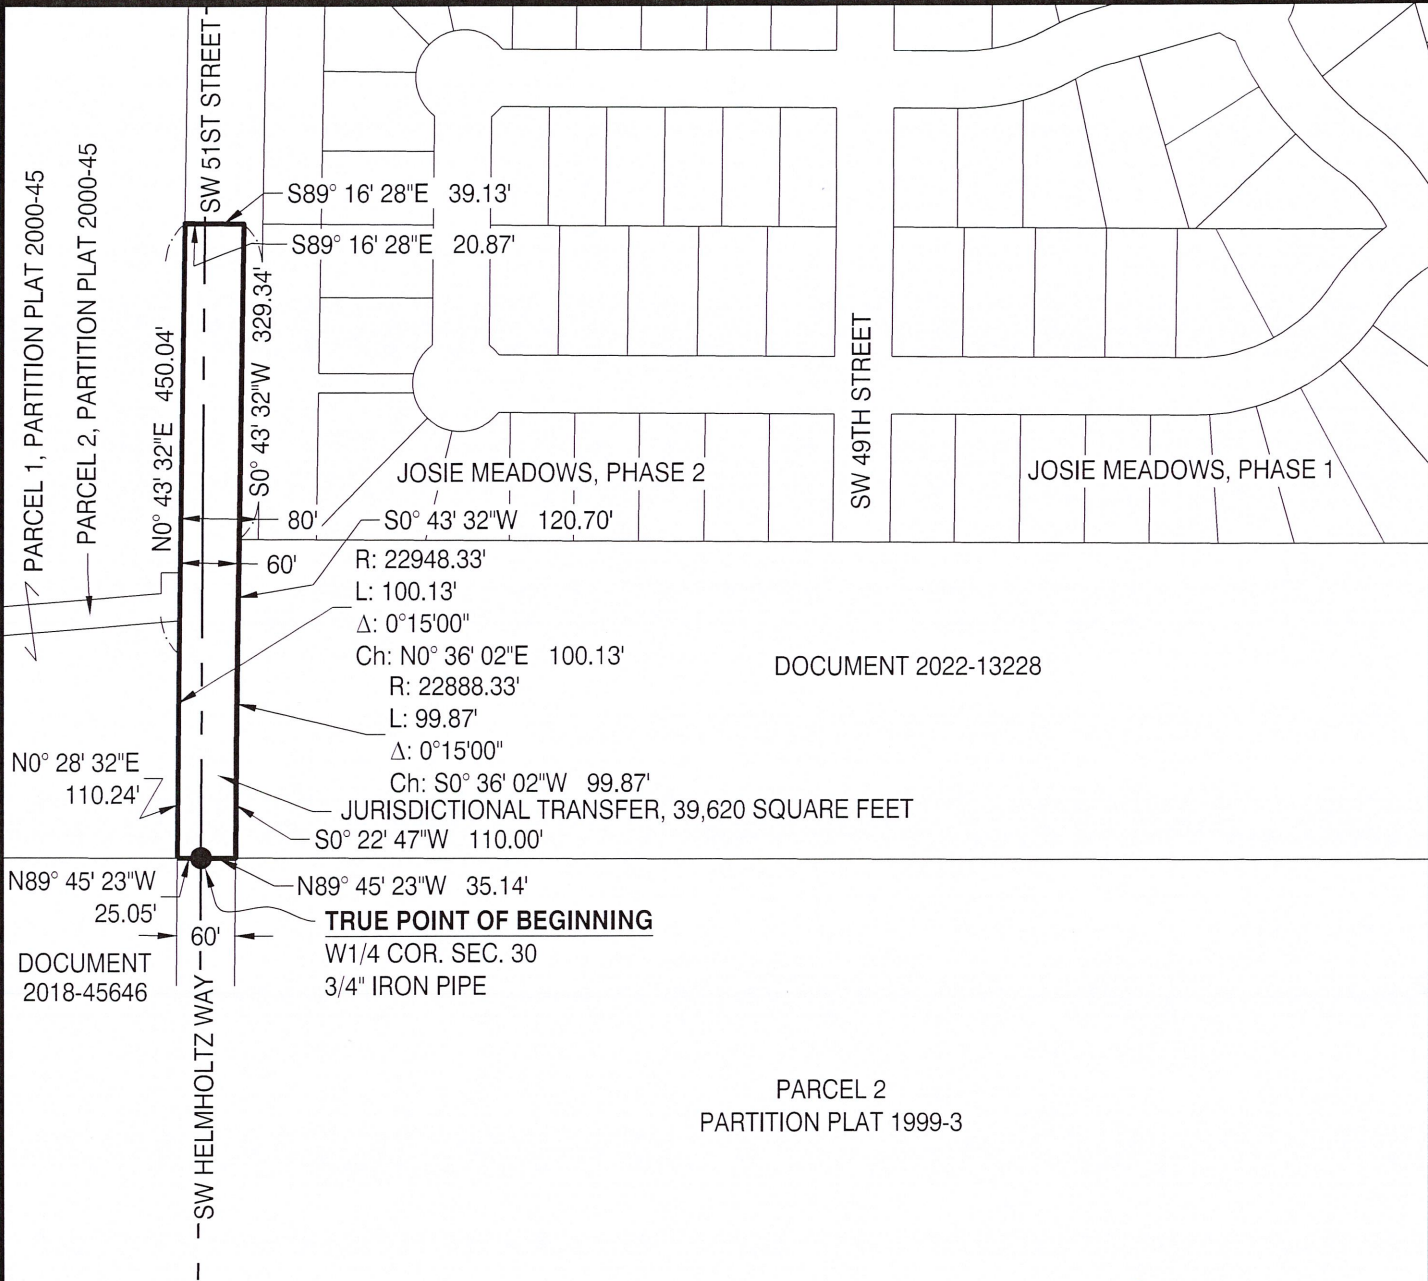 SW 51ST STREET
PARCEL 1, PARTITION PLAT 2000-45
PARCEL 2, PARTITION PLAT 2000-45
S89° 16' 28"E 39.13'
S89° 16' 28"E 20.87'
N0° 43' 32"E 450.04'
S0° 43' 32"W 329.34'
SW 49TH STREET
JOSIE MEADOWS, PHASE 2
JOSIE MEADOWS, PHASE 1
80'
S0° 43' 32"W 120.70'
60'
R: 22948.33'
L: 100.13'
Δ: 0°15'00"
Ch: N0° 36' 02"E 100.13'
R: 22888.33'
L: 99.87'
Δ: 0°15'00"
Ch: S0° 36' 02"W 99.87'
DOCUMENT 2022-13228
N0° 28' 32"E
110.24'
JURISDICTIONAL TRANSFER, 39,620 SQUARE FEET
S0° 22' 47"W 110.00'
N89° 45' 23"W
25.05'
N89° 45' 23"W 35.14'
TRUE POINT OF BEGINNING
W1/4 COR. SEC. 30
3/4" IRON PIPE
60'
DOCUMENT
2018-45646
SW HELMHOLTZ WAY
PARCEL 2
PARTITION PLAT 1999-3